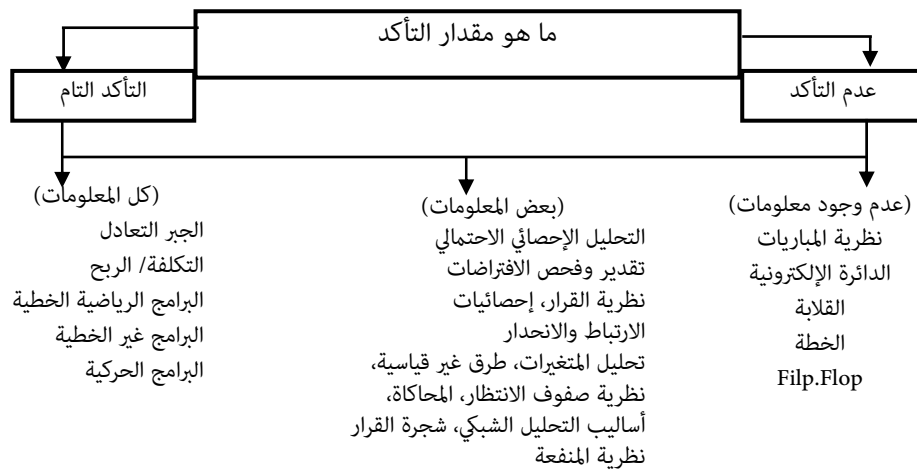 ما هو مقدار التأكد
عدم التأكد
التأكد التام
(عدم وجود معلومات)
نظرية المباريات
الدائرة الإلكترونية
القلابة
الخطة
Filp.Flop
(بعض المعلومات)
التحليل الإحصائي الاحتمالي
تقدير وفحص الافتراضات
نظرية القرار، إحصائيات
الارتباط والانحدار
تحليل المتغيرات، طرق غير قياسية،
نظرية صفوف الانتظار، المحاكاة،
أساليب التحليل الشبكي، شجرة القرار
نظرية المنفعة
(كل المعلومات)
الجبر التعادل
التكلفة/ الربح
البرامج الرياضية الخطية
البرامج غير الخطية
البرامج الحركية